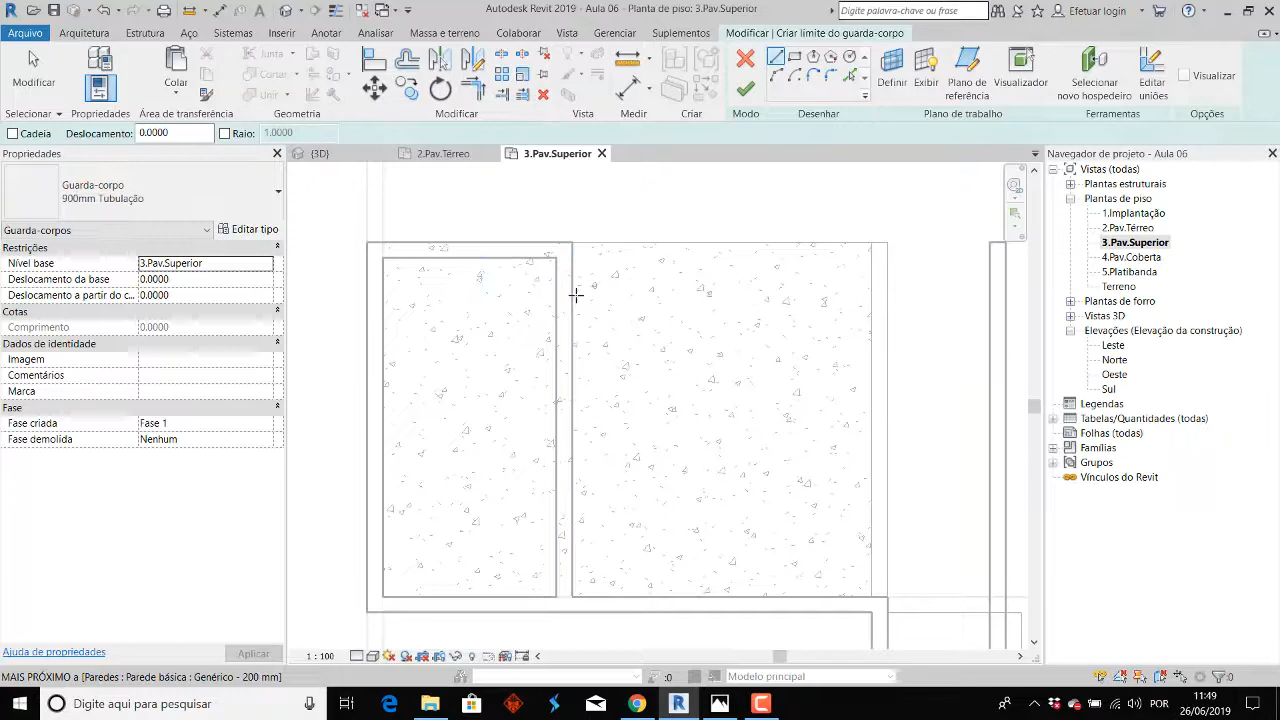 Autodesk Revit 2019 - Aula 06 - Planta de piso: 3.Pav.Superior
Digite palavra-chave ou frase
Efetuar login
Arquivo Arquitetura Estrutura Aço Sistemas Inserir Anotar Analisar Massa e terreno Colaborar Vista Gerenciar Suplementos Modificar | Criar limite do guarda-corpo
Modificar
Colar
Junta
Cortar
Unir
Definir Exibir Plano de referência Visualizador
Selecionar novo hospedeiro
Editar uniões
Visualizar
Selecionar Propriedades Área de transferência Geometria Modificar Vista Medir Criar Modo Desenhar Plano de trabalho Ferramentas Opções
Cadeia Deslocamento: 0.0000 Raio: 1.0000
Propriedades
{3D} 2.Pav.Térreo 3.Pav.Superior
Navegador de projeto - Aula 06
Guarda-corpo
900mm Tubulação
Guarda-corpos Editar tipo
Restrições
Nível base 3.Pav.Superior
Deslocamento da base 0.0000
Deslocamento a partir do c... 0.0000
Cotas
Comprimento 0.0000
Dados de identidade
Imagem
Comentários
Marca
Fase
Fase criada Fase 1
Fase demolida Nenhum
Ajuda de propriedades Aplicar
Vistas (todas)
Plantas estruturais
Plantas de piso
1.Implantação
2.Pav.Térreo
3.Pav.Superior
4.Pav.Coberta
5.Platibanda
Terreno
Plantas de forro
Vistas 3D
Elevações (Elevação da construção)
Leste
Norte
Oeste
Sul
Legendas
Tabelas/Quantidades (todas)
Folhas (todas)
Famílias
Grupos
Vínculos do Revit
1 : 100
MAIS PRÓXIMO a [Paredes : Parede básica : Genérico - 200 mm]
:0
Modelo principal
:0
Digite aqui para pesquisar
POR
11:49
26/06/2019